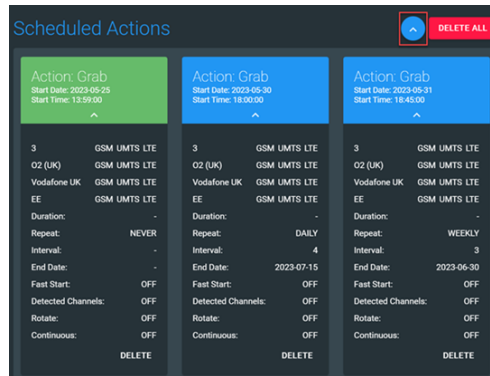 Scheduled Actions
DELETE ALL
Action: Grab
Start Date: 2023-05-25
Start Time: 13:59:00
3 GSM UMTS LTE
O2 (UK) GSM UMTS LTE
Vodafone UK GSM UMTS LTE
EE GSM UMTS LTE
Duration: -
Repeat: NEVER
Interval: -
End Date: -
Fast Start: OFF
Detected Channels: OFF
Rotate: OFF
Continuous: OFF
DELETE
Action: Grab
Start Date: 2023-05-30
Start Time: 18:00:00
3 GSM UMTS LTE
O2 (UK) GSM UMTS LTE
Vodafone UK GSM UMTS LTE
EE GSM UMTS LTE
Duration: -
Repeat: DAILY
Interval: 4
End Date: 2023-07-15
Fast Start: OFF
Detected Channels: OFF
Rotate: OFF
Continuous: OFF
DELETE
Action: Grab
Start Date: 2023-05-31
Start Time: 18:45:00
3 GSM UMTS LTE
O2 (UK) GSM UMTS LTE
Vodafone UK GSM UMTS LTE
EE GSM UMTS LTE
Duration: -
Repeat: WEEKLY
Interval: 3
End Date: 2023-06-30
Fast Start: OFF
Detected Channels: OFF
Rotate: OFF
Continuous: OFF
DELETE